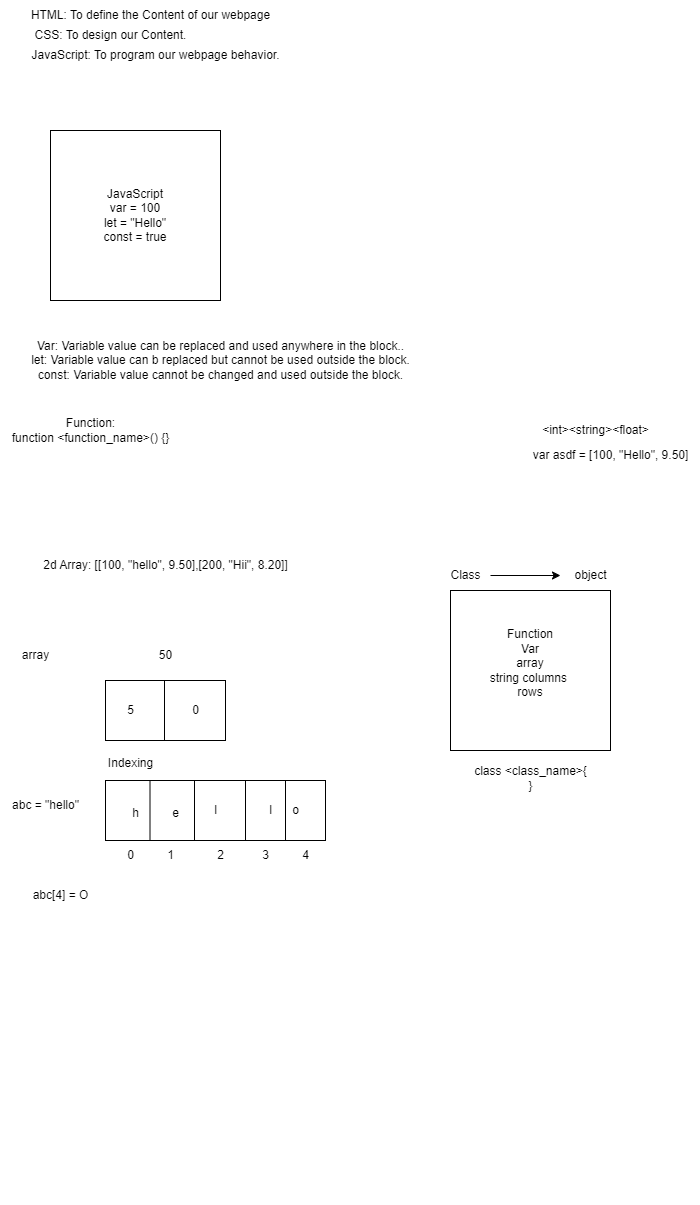 HTML: To define the Content of our webpage
CSS: To design our Content.
JavaScript: To program our webpage behavior.
JavaScript
var = 100
let = "Hello"
const = true
Var: Variable value can be replaced and used anywhere in the block..
let: Variable value can b replaced but cannot be used outside the block.
const: Variable value cannot be changed and used outside the block.
Function:
function <function_name>() {}
<int><string><float>
var asdf = [100, "Hello", 9.50]
2d Array: [[100, "hello", 9.50],[200, "Hii", 8.20]]
Class
object
Function
Var
array
string columns
rows
class <class_name>{
}
array
50
5
0
Indexing
abc = "hello"
h
e
l
l
o
0
1
2
3
4
abc[4] = O